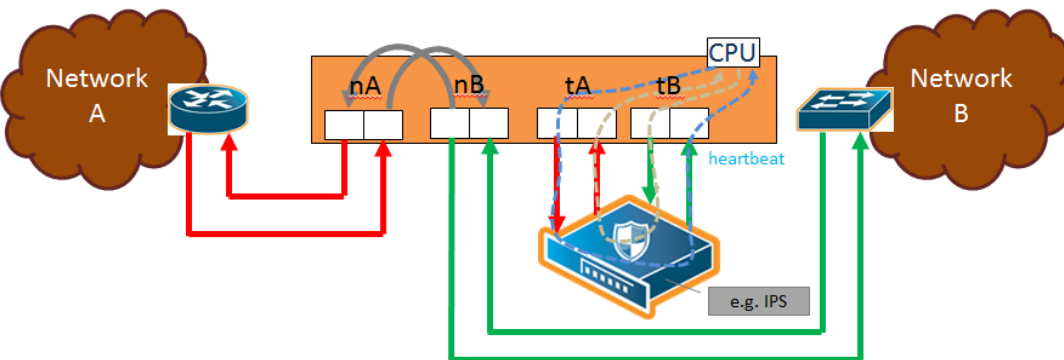 Network
A
nA
nB
tA
tB
CPU
Network
B
heartbeat
e.g. IPS